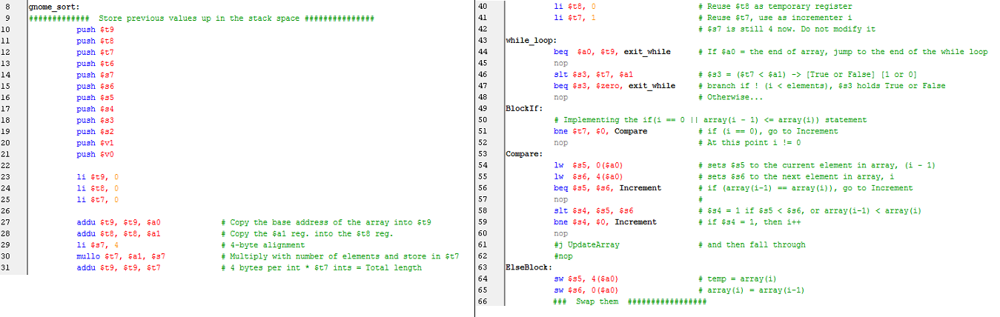 8 gnome_sort:
9 ############# Store previous values up in the stack space ###############
10 push $t9
11 push $t8
12 push $t7
13 push $t6
14 push $s7
15 push $s6
16 push $s5
17 push $s4
18 push $s3
19 push $s2
20 push $v1
21 push $v0
22
23 li $t9, 0
24 li $t8, 0
25 li $t7, 0
26
27 addu $t9, $t9, $a0 # Copy the base address of the array into $t9
28 addu $t8, $t8, $a1 # Copy the $a1 reg. into the $t8 reg.
29 li $s7, 4 # 4-byte alignment
30 mullo $t7, $a1, $s7 # Multiply with number of elements and store in $t7
31 addu $t9, $t9, $t7 # 4 bytes per int * $t7 ints = Total length
40 li $t8, 0 # Reuse $t8 as temporary register
41 li $t7, 1 # Reuse $t7, use as incrementer i
42 # $s7 is still 4 now. Do not modify it
43 while_loop:
44 beq $a0, $t9, exit_while # If $a0 = the end of array, jump to the end of the while loop
45 nop
46 slt $s3, $t7, $a1 # $s3 = ($t7 < $a1) -> [True or False] [1 or 0]
47 beq $s3, $zero, exit_while # branch if ! (i < elements), $s3 holds True or False
48 nop # Otherwise...
49 BlockIf:
50 # Implementing the if(i == 0 || array(i - 1) <= array(i)) statement
51 bne $t7, $0, Compare # if (i == 0), go to Increment
52 nop # At this point i != 0
53 Compare:
54 lw $s5, 0($a0) # sets $s5 to the current element in array, (i - 1)
55 lw $s6, 4($a0) # sets $s6 to the next element in array, i
56 beq $s5, $s6, Increment # if (array(i-1) == array(i)), go to Increment
57 nop #
58 slt $s4, $s5, $s6 # $s4 = 1 if $s5 < $s6, or array(i-1) < array(i)
59 bne $s4, $0, Increment # if $s4 = 1, then i++
60 nop
61 #j UpdateArray # and then fall through
62 #nop
63 ElseBlock:
64 sw $s5, 4($a0) # temp = array(i)
65 sw $s6, 0($a0) # array(i) = array(i-1)
66 ### Swap them #################